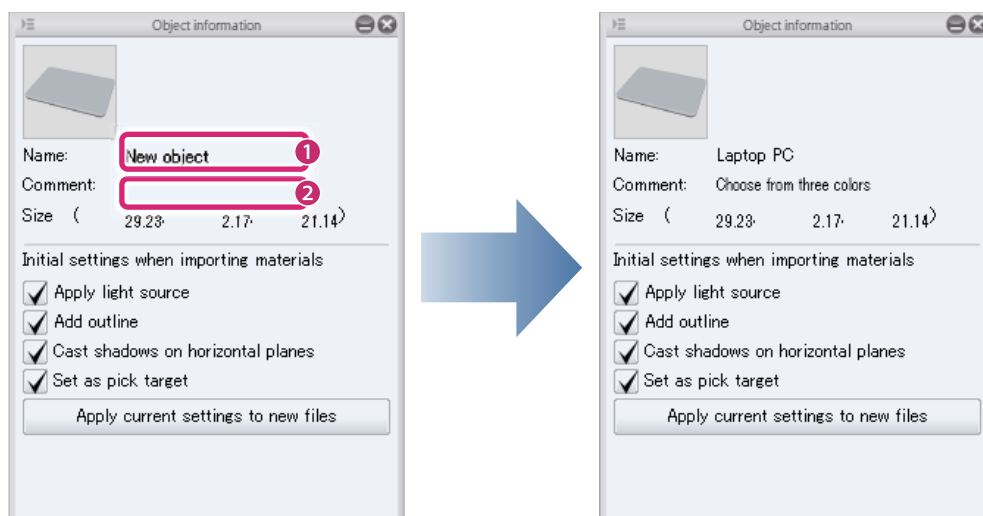 Object information
Name: New object ❶
Comment: ❷
Size ( 29.23, 2.17, 21.14)
Initial settings when importing materials
Apply light source
Add outline
Cast shadows on horizontal planes
Set as pick target
Apply current settings to new files
Object information
Name: Laptop PC
Comment: Choose from three colors
Size ( 29.23, 2.17, 21.14)
Initial settings when importing materials
Apply light source
Add outline
Cast shadows on horizontal planes
Set as pick target
Apply current settings to new files